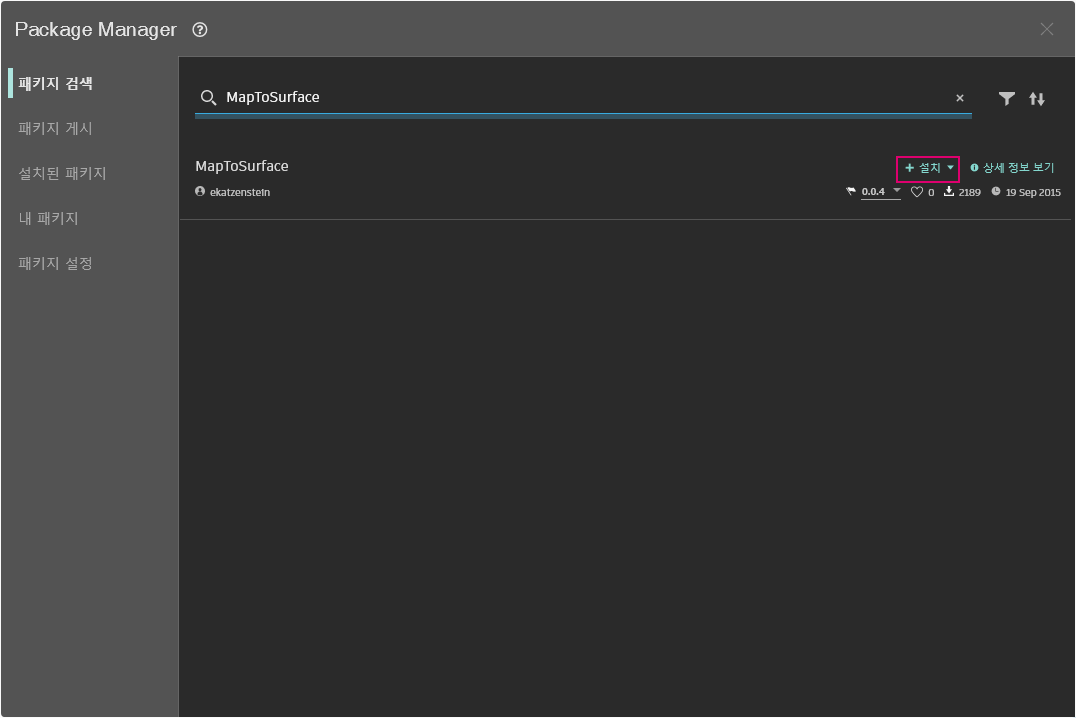 Package Manager
패키지 검색
패키지 게시
설치된 패키지
내 패키지
패키지 설정
MapToSurface
MapToSurface
+ 설치
상세 정보 보기
ekatzenstein
0.0.4
0
2189
19 Sep 2015